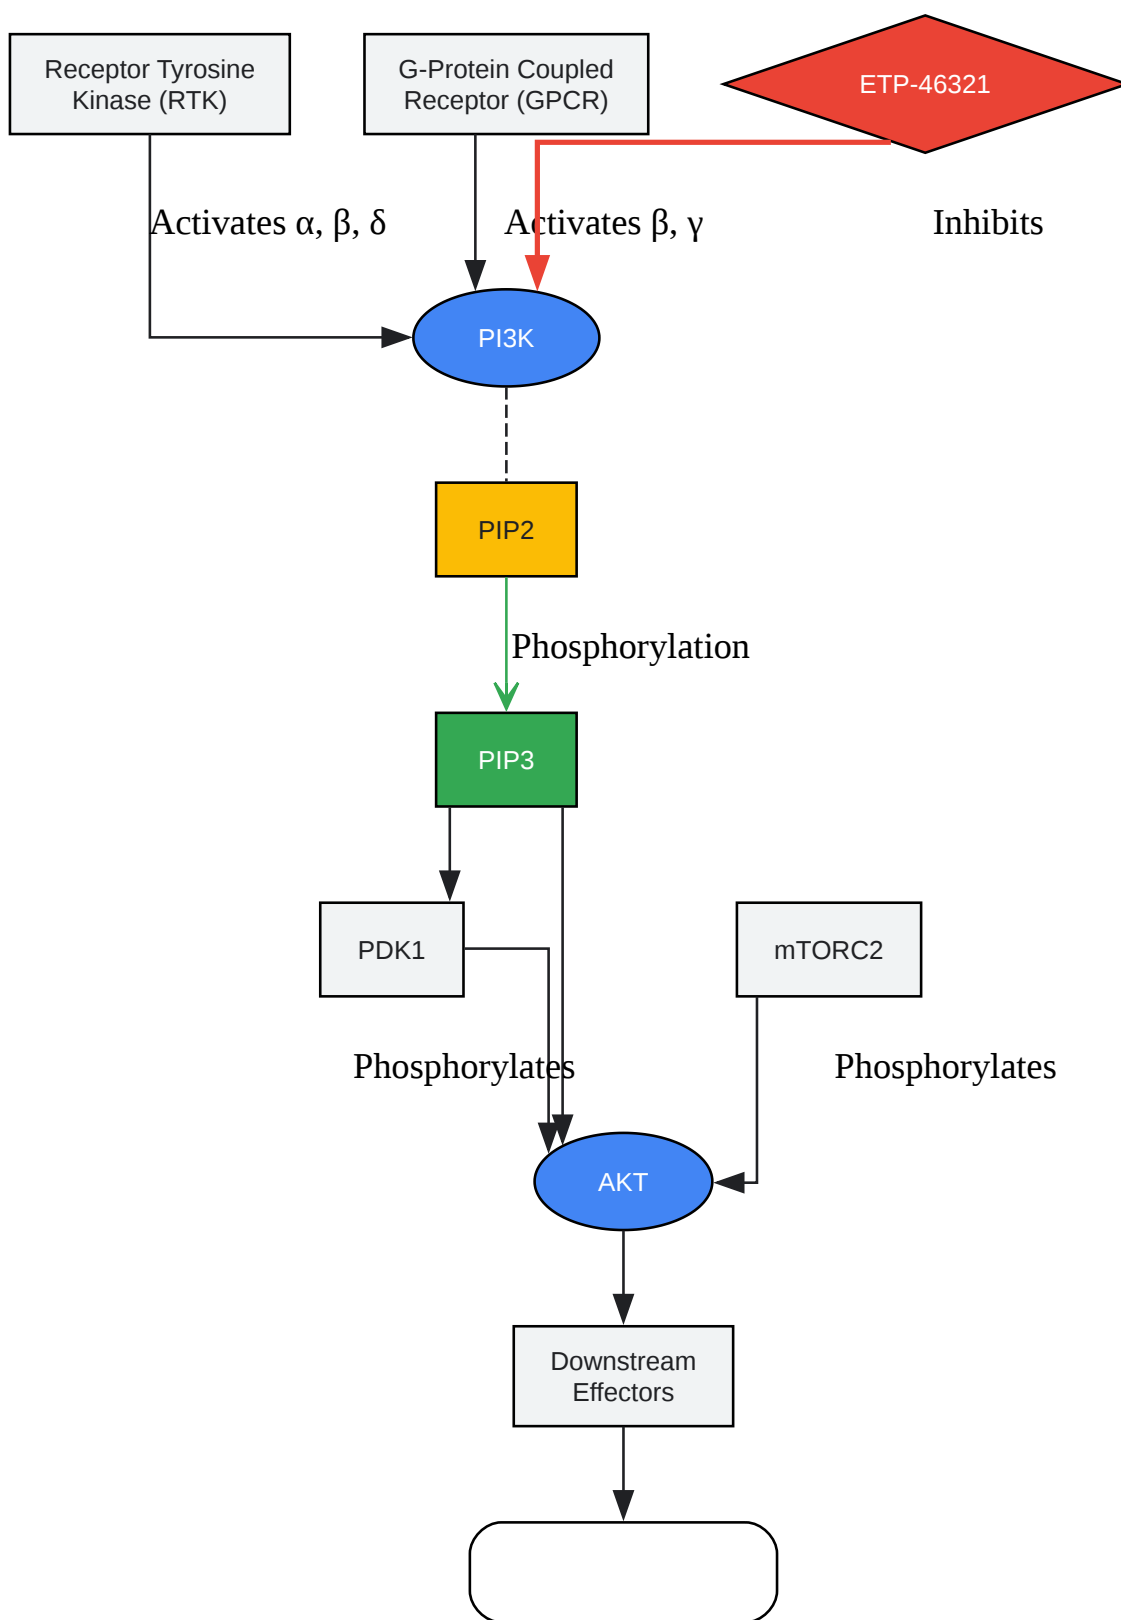 Receptor Tyrosine
Kinase (RTK)
G-Protein Coupled
Receptor (GPCR)
ETP-46321
Activates α, β, δ
Activates β, γ
Inhibits
PI3K
PIP2
Phosphorylation
PIP3
PDK1
mTORC2
Phosphorylates
Phosphorylates
AKT
Downstream
Effectors